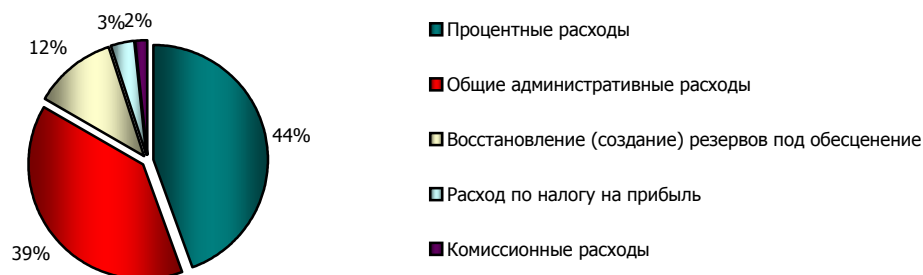 3% 2%
12%
44%
39%
Процентные расходы
Общие административные расходы
Восстановление (создание) резервов под обесценение
Расход по налогу на прибыль
Комиссионные расходы